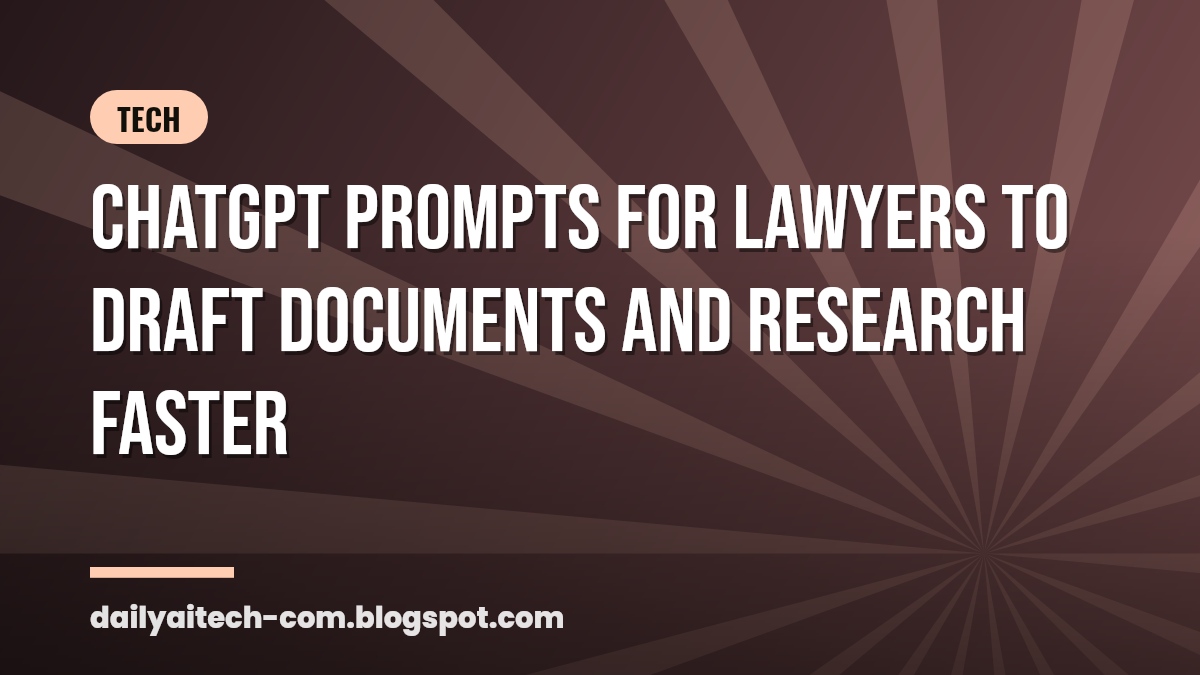 TECH
CHATGPT PROMPTS FOR LAWYERS TO
DRAFT DOCUMENTS AND RESEARCH
FASTER
dailyaitech-com.blogspot.com